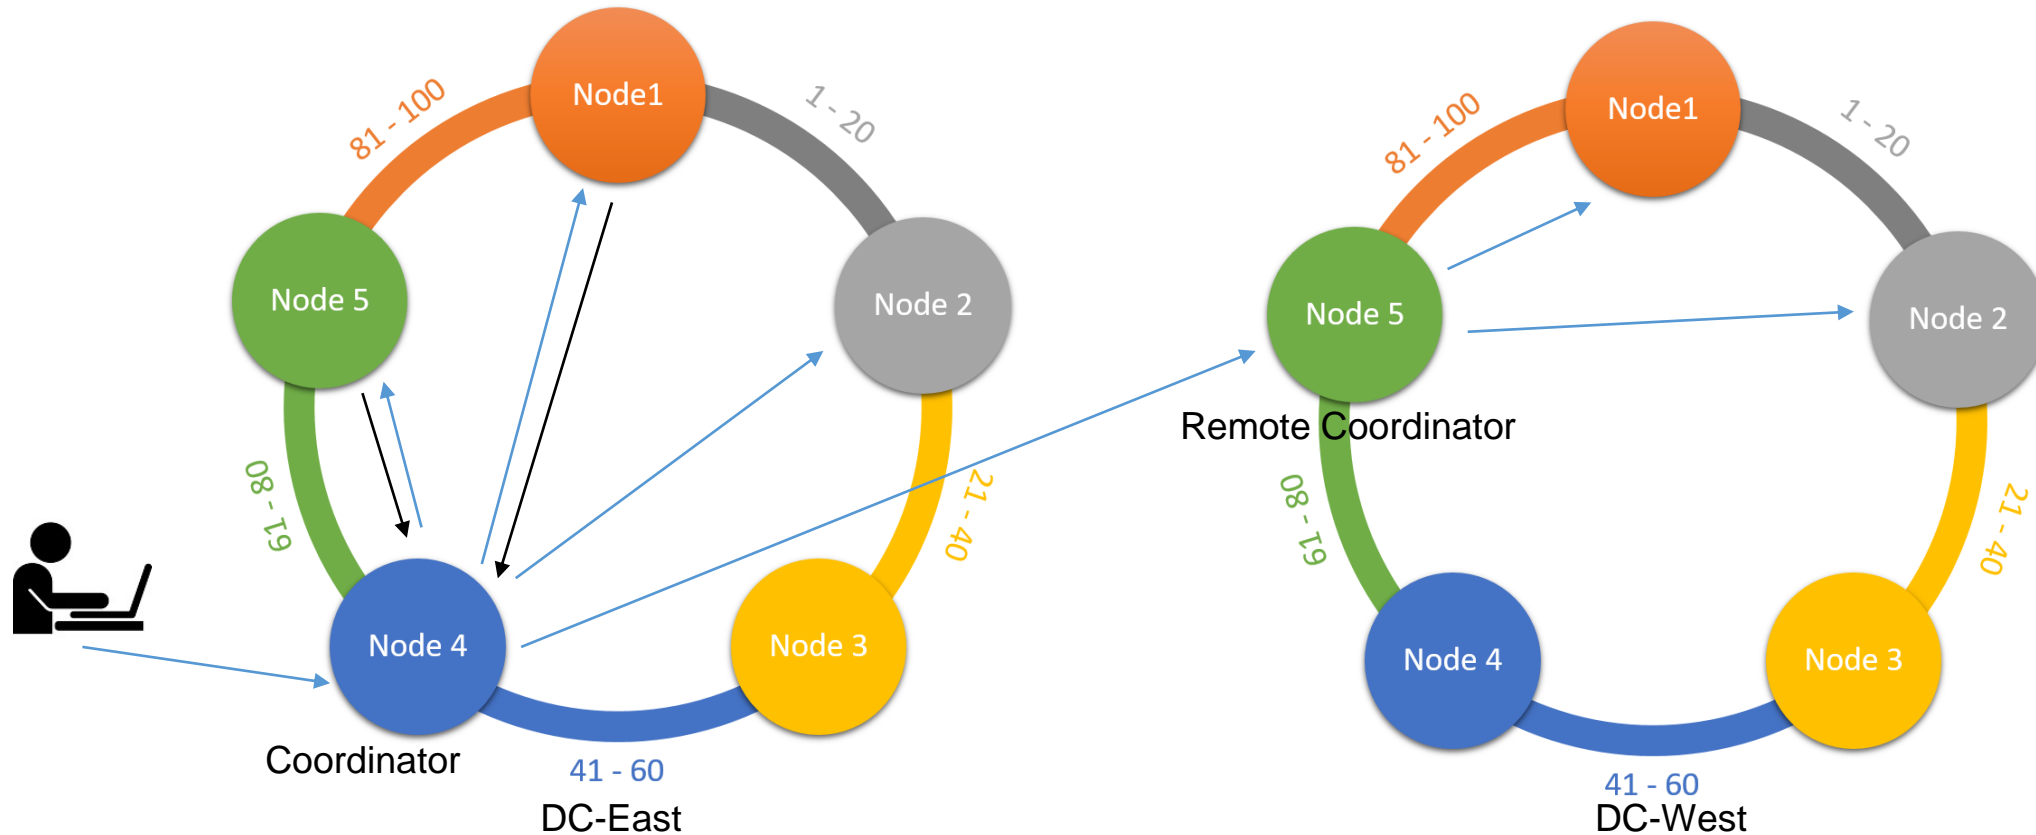 Node1
81 - 100
1 - 20
Node 5
Node 2
61 - 80
21 - 40
Node 4
Node 3
Coordinator
41 - 60
DC-East
Node1
81 - 100
1 - 20
Node 5
Node 2
Remote Coordinator
61 - 80
21 - 40
Node 4
Node 3
41 - 60
DC-West